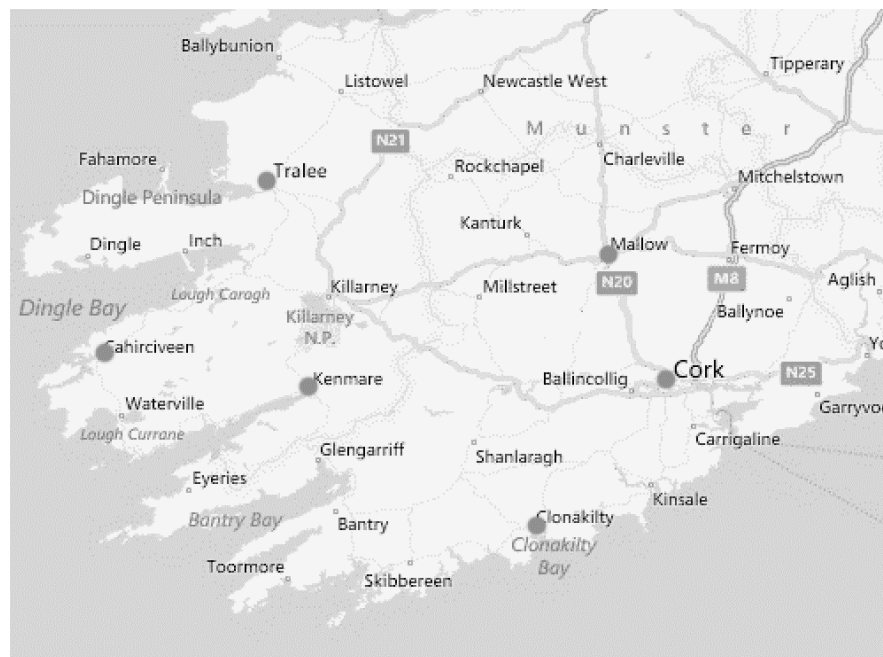 Ballybunion
Tipperary
Listowel
Newcastle West
Munster
N21
Fahamore
Rockchapel
Charleville
Tralee
Mitchelstown
Dingle Peninsula
Kanturk
Dingle
Inch
Mallow
Fermoy
Lough Caragh
Killarney
Millstreet
N20
M8
Aglish
Dingle Bay
Killarney
N.P.
Ballynoe
Cahirciveen
Kenmare
Ballincollig
Cork
N25
Waterville
Lough Currane
Carrigaline
Glengarriff
Shanlaragh
Eyeries
Kinsale
Bantry Bay
Bantry
Clonakilty
Clonakilty
Bay
Toormore
Skibbereen